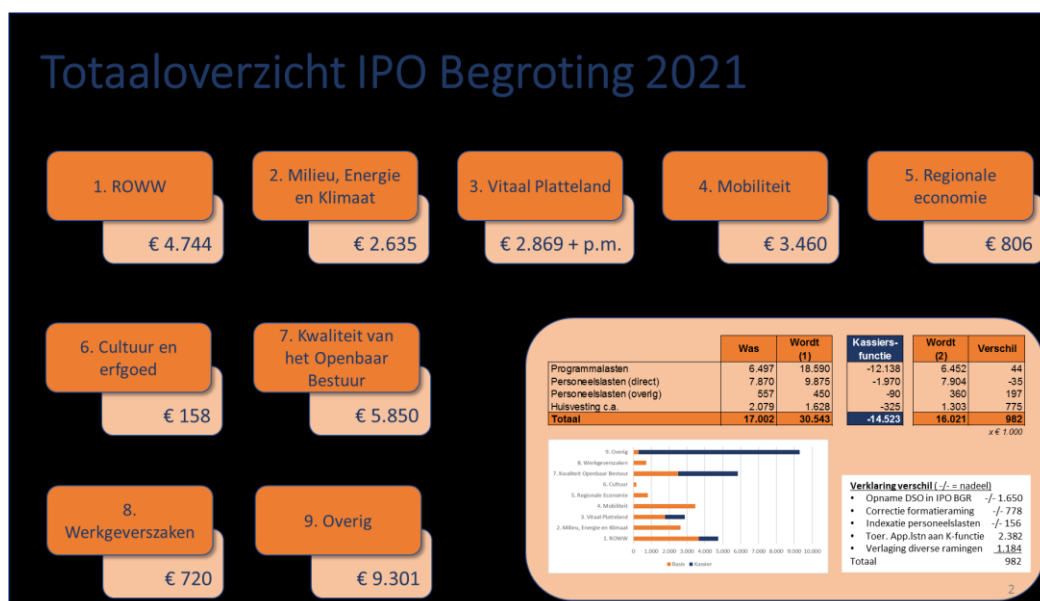 Totaaloverzicht IPO Begroting 2021
1. ROWW
€ 4.744
2. Milieu, Energie
en Klimaat
€ 2.635
3. Vitaal Platteland
€ 2.869 + p.m.
4. Mobiliteit
€ 3.460
5. Regionale
economie
€ 806
6. Cultuur en
erfgoed
€ 158
7. Kwaliteit van
het Openbaar
Bestuur
€ 5.850
8.
Werkgeverszaken
€ 720
9. Overig
€ 9.301
Was Wordt (1) Kassiers-functie Wordt (2) Verschil
Programmalasten 6.497 18.590 -12.138 6.452 44
Personeelslasten (direct) 7.870 9.875 -1.970 7.904 -35
Personeelslasten (overig) 557 450 -90 360 197
Huisvesting c.a. 2.079 1.628 -325 1.303 775
Totaal 17.002 30.543 -14.523 16.021 982
x € 1.000
9. Overig
8. Werkgeverszaken
7. Kwaliteit Openbaar Bestuur
6. Cultuur
5. Regionale Economie
4. Mobiliteit
3. Vitaal Platteland
2. Milieu, Energie en Klimaat
1. ROWW
0 1.000 2.000 3.000 4.000 5.000 6.000 7.000 8.000 9.000 10.000
Basis Kassier
Verklaring verschil ( -/- = nadeel)
• Opname DSO in IPO BGR -/- 1.650
• Correctie formatieraming -/- 778
• Indexatie personeelslasten -/- 156
• Toer. App.lstn aan K-functie 2.382
• Verlaging diverse ramingen 1.184
Totaal 982
2